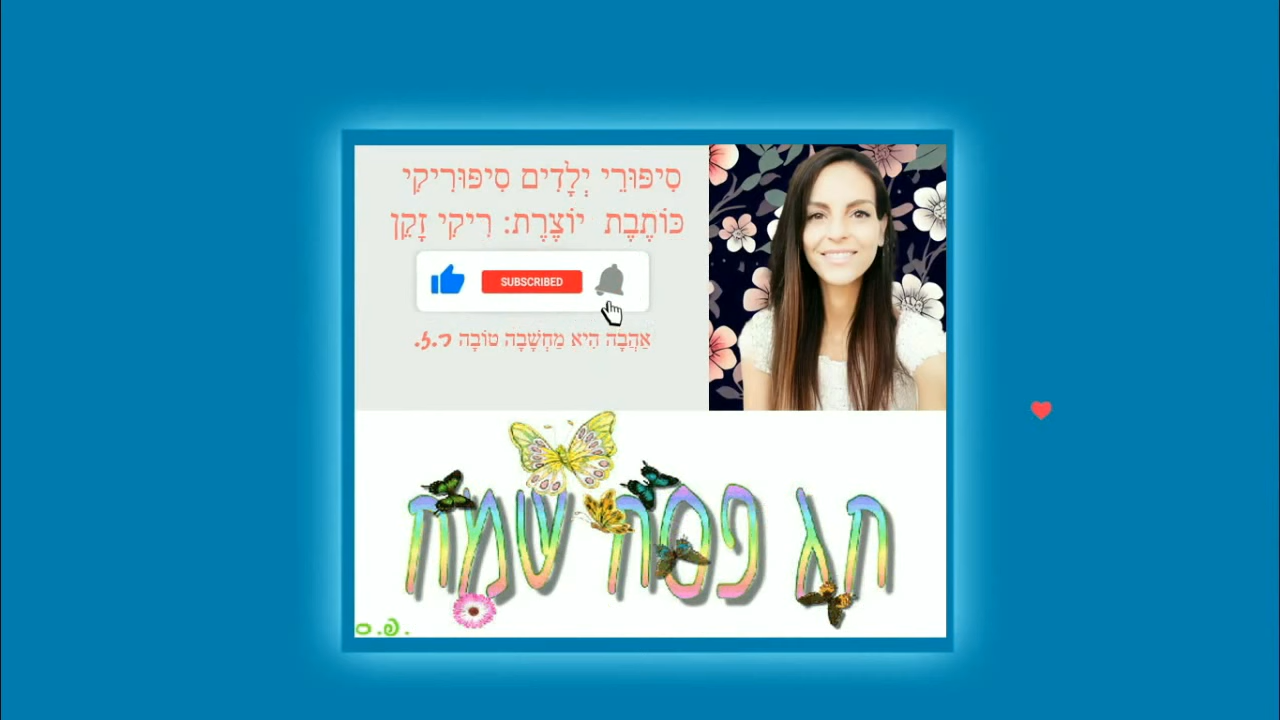 סִיפּוּרֵי יְלָדִים סִיפּוּרִיקִי
כּוֹתֶבֶת יוֹצֶרֶת: רִיקִי זָקֵן
SUBSCRIBED
אַהֲבָה הִיא מַחְשָׁבָה טוֹבָה ר.ז.
חג פסח שמח
ס.פ.